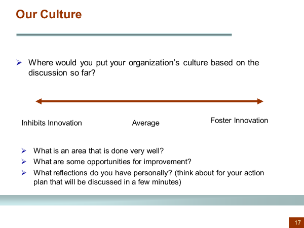 Our Culture
Where would you put your organization's culture based on the
discussion so far?
Inhibits Innovation
Average
Foster Innovation
What is an area that is done very well?
What are some opportunities for improvement?
What reflections do you have personally? (think about for your action
plan that will be discussed in a few minutes)
17